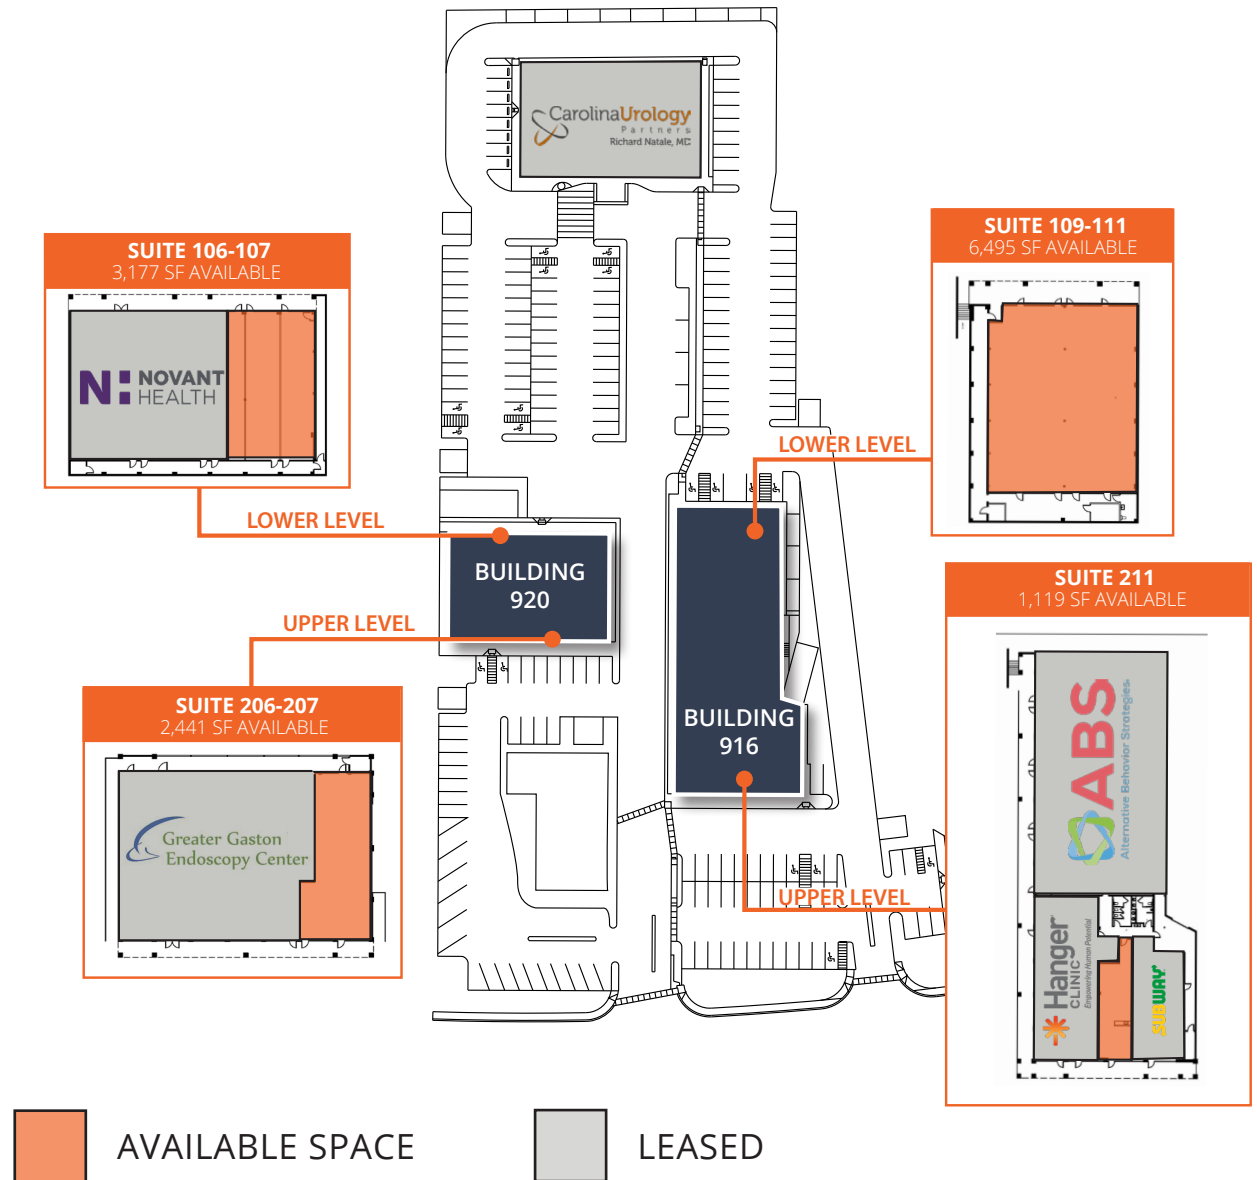 CarolinaUrology
Partners
Richard Natale, MD
SUITE 106-107
3,177 SF AVAILABLE
NOVANT
HEALTH
LOWER LEVEL
SUITE 109-111
6,495 SF AVAILABLE
LOWER LEVEL
BUILDING
920
UPPER LEVEL
SUITE 206-207
2,441 SF AVAILABLE
Greater Gaston
Endoscopy Center
BUILDING
916
UPPER LEVEL
SUITE 211
1,119 SF AVAILABLE
ABS
Alternative Behavior Strategies
Hanger
CLINIC
Empowering Human Potential
SUBWAY
AVAILABLE SPACE
LEASED